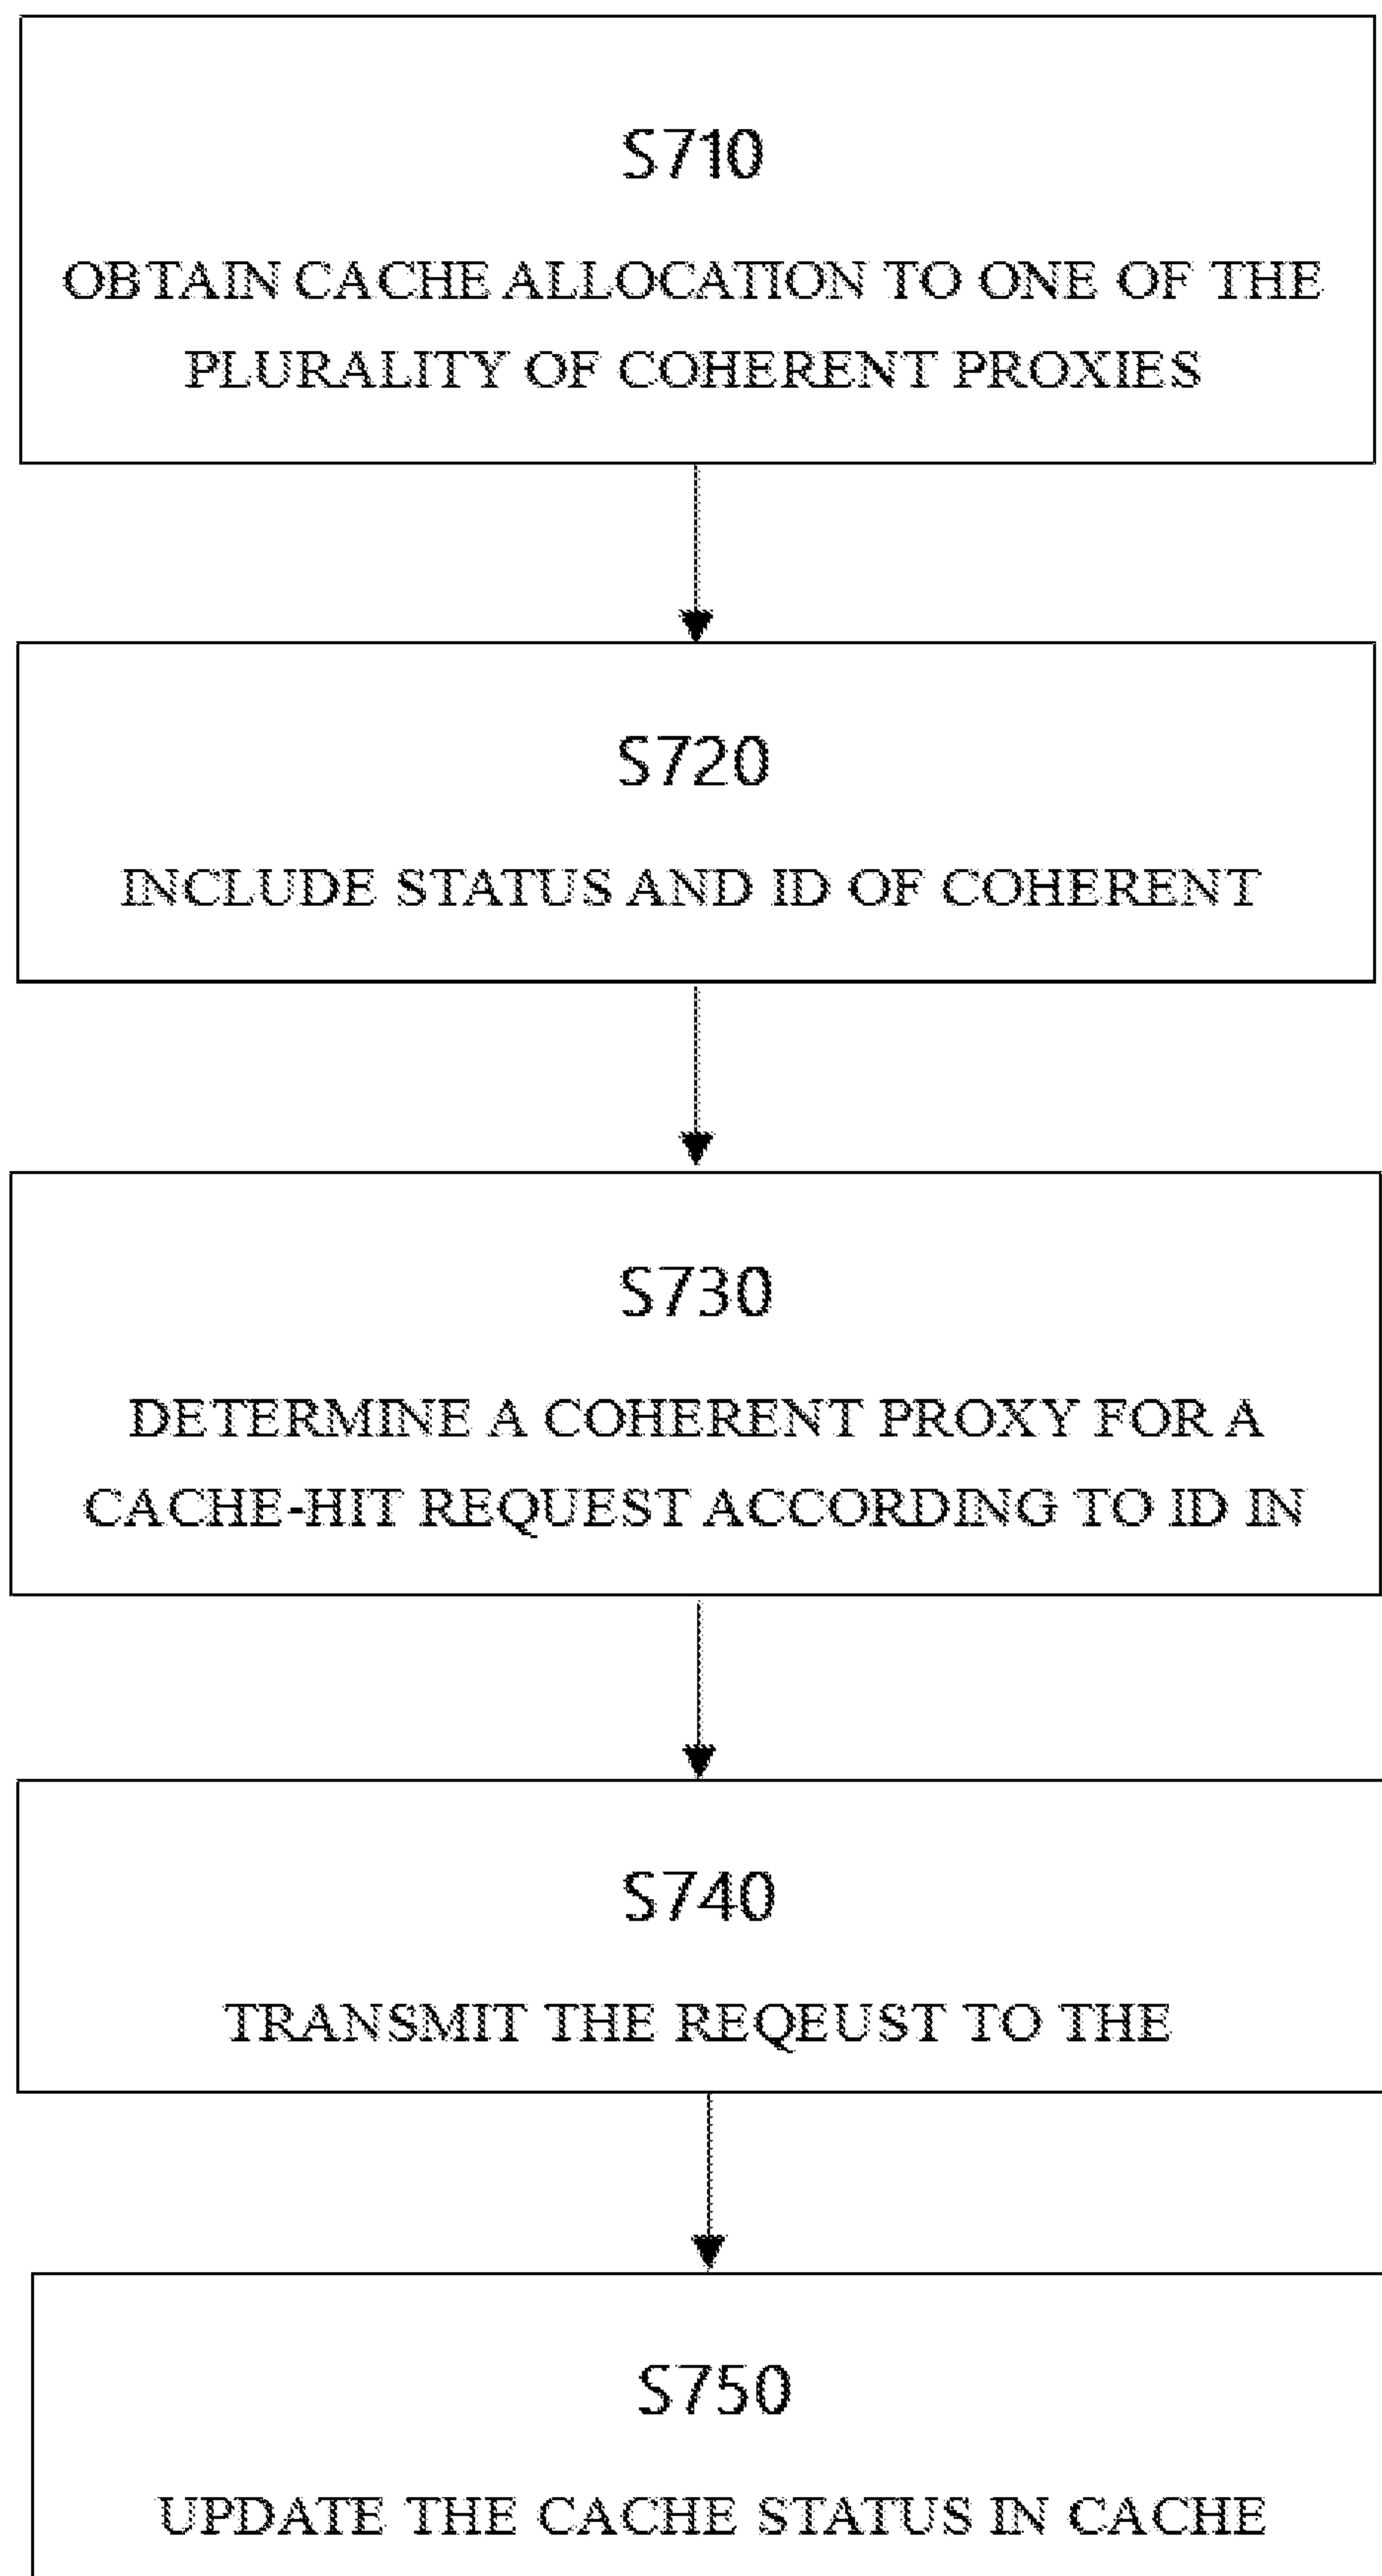 S710
OBTAIN CACHE ALLOCATION TO ONE OF THE
PLURALITY OF COHERENT PROXIES
S720
INCLUDE STATUS AND ID OF COHERENT
S730
DETERMINE A COHERENT PROXY FOR A
CACHE-HIT REQUEST ACCORDING TO ID IN
S740
TRANSMIT THE REQEUST TO THE
S750
UPDATE THE CACHE STATUS IN CACHE